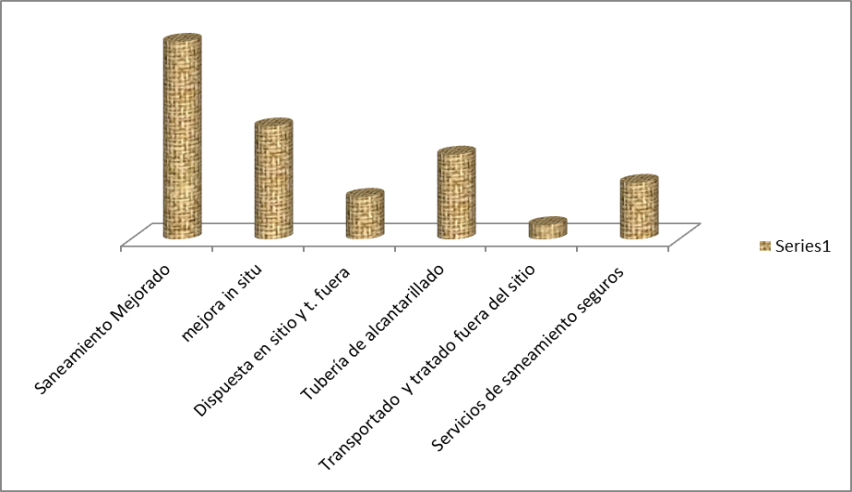 Saneamiento Mejorado
mejora in situ
Dispuesta en sitio y t. fuera
Tubería de alcantarillado
Transportado y tratado fuera del sitio
Servicios de saneamiento seguros
Series1